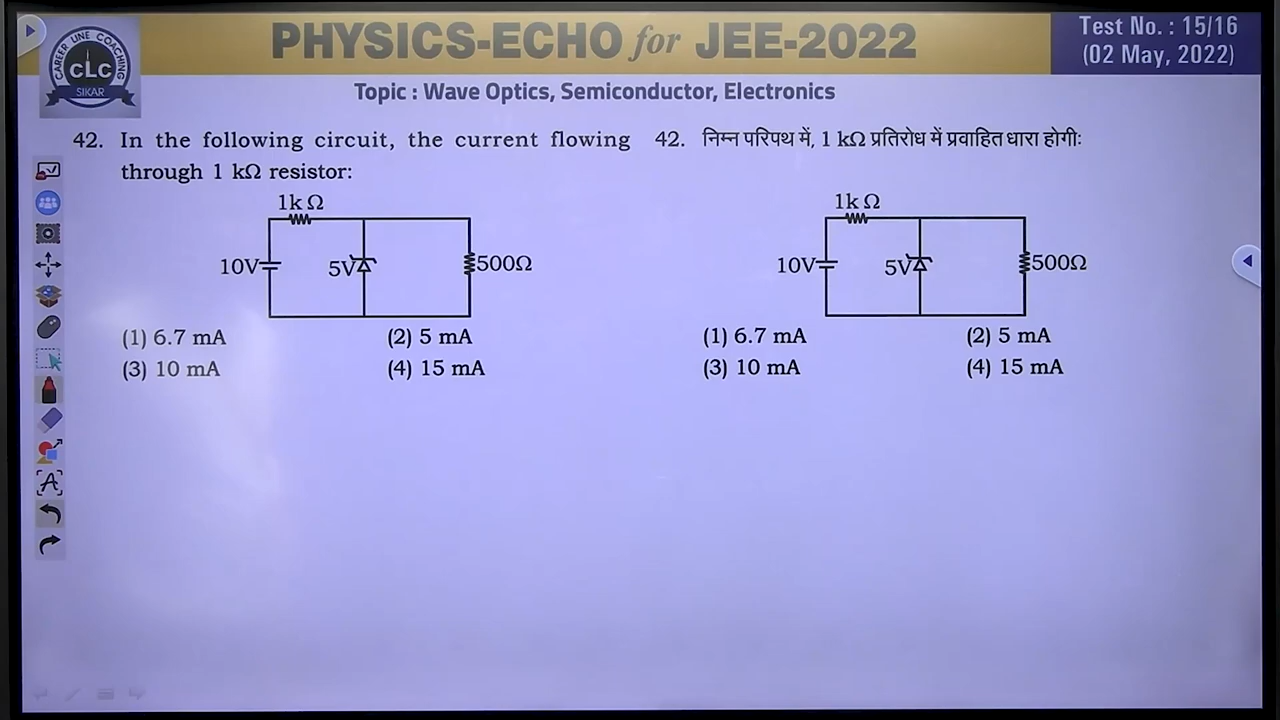 PHYSICS-ECHO for JEE-2022
Test No. : 15/16
(02 May, 2022)
CAREER LINE COACHING
CLC
SIKAR
Topic : Wave Optics, Semiconductor, Electronics
42. In the following circuit, the current flowing
through 1 kΩ resistor:
1k Ω
10V
5V
500Ω
(1) 6.7 mA (2) 5 mA
(3) 10 mA (4) 15 mA
42. निम्न परिपथ में, 1 kΩ प्रतिरोध में प्रवाहित धारा होगीः
1k Ω
10V
5V
500Ω
(1) 6.7 mA (2) 5 mA
(3) 10 mA (4) 15 mA